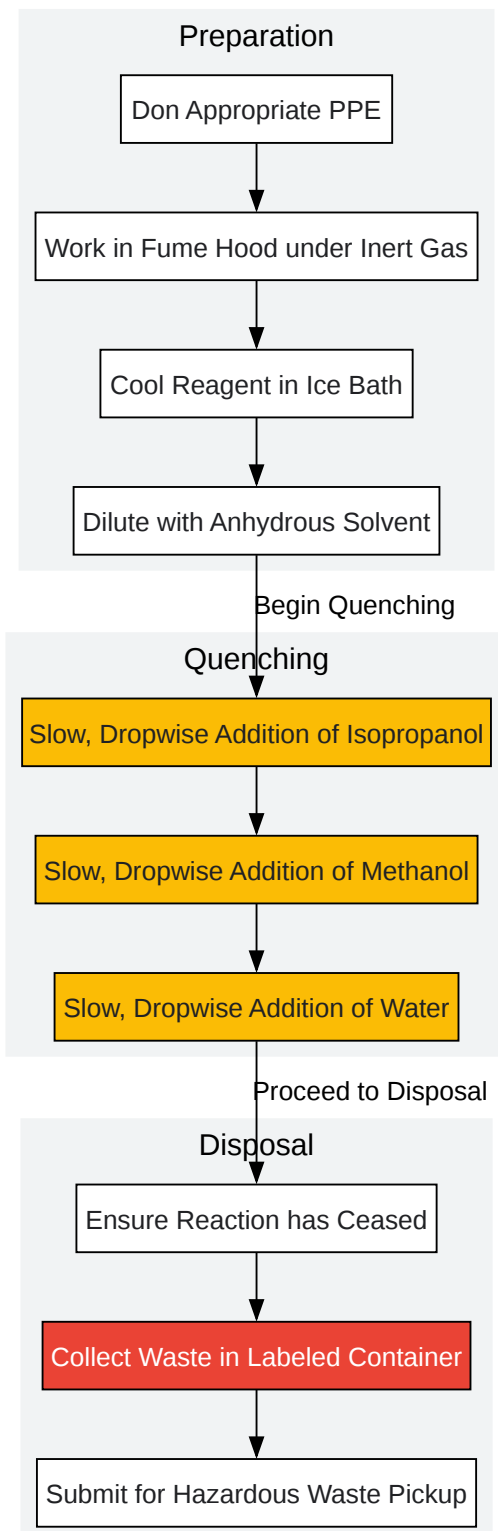 Preparation
Don Appropriate PPE
Work in Fume Hood under Inert Gas
Cool Reagent in Ice Bath
Dilute with Anhydrous Solvent
Begin Quenching
Quenching
Slow, Dropwise Addition of Isopropanol
Slow, Dropwise Addition of Methanol
Slow, Dropwise Addition of Water
Proceed to Disposal
Disposal
Ensure Reaction has Ceased
Collect Waste in Labeled Container
Submit for Hazardous Waste Pickup